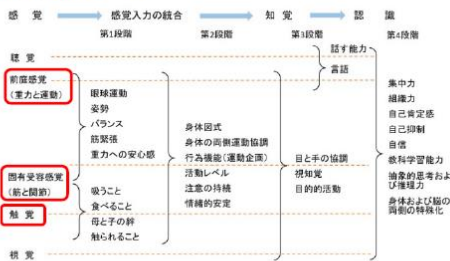 感 覚 感覚入力の統合 知 覚 認 識
第1段階 第2段階 第3段階 第4段階
聴 覚
話す能力
言語
前庭感覚
(重力と運動)
眼球運動
姿勢
バランス
筋緊張
重力への安心感
固有受容感覚
(筋と関節)
触 覚
吸うこと
食べること
母と子の絆
触られること
視 覚
身体図式
身体の両側運動協調
行為機能(運動企画)
活動レベル
注意の持続
情緒的安定
目と手の協調
視知覚
目的的活動
集中力
組織力
自己肯定感
自己抑制
自信
教科学習能力
抽象的思考およ
び推理力
身体および脳の
両側の特殊化